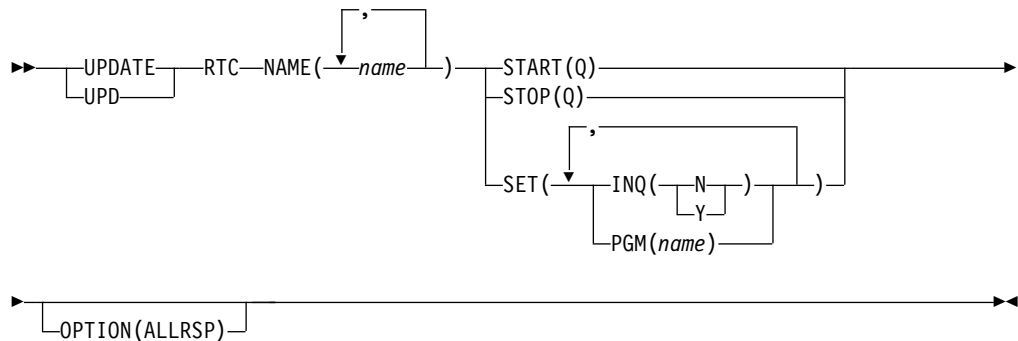 ,
UPDATE RTC NAME( name ) START(Q)
UPD STOP(Q)
,
SET( INQ( N ) )
Y
PGM(name)
OPTION(ALLRSP)